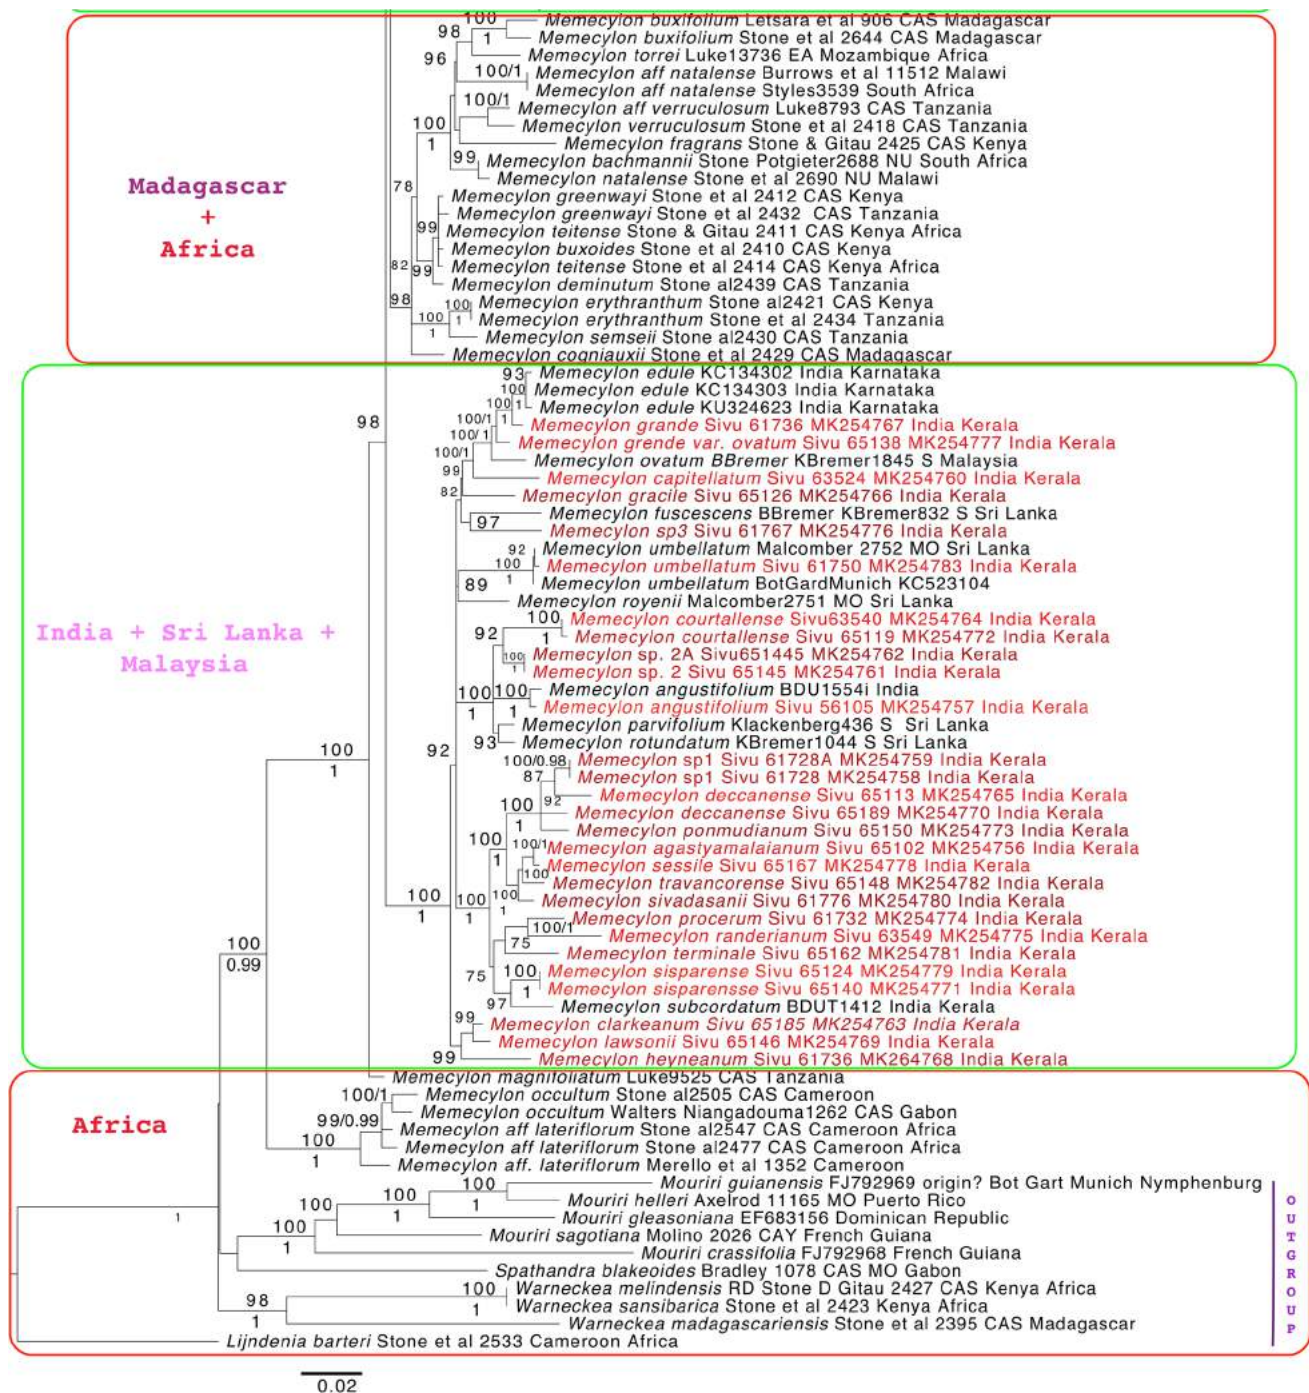 Memecylon buxifolium Letsara et al 906 CAS Madagascar
Memecylon buxifolium Stone et al 2644 CAS Madagascar
Memecylon torrei Luke13736 EA Mozambique Africa
Memecylon aff natalense Burrows et al 11512 Malawi
Memecylon aff natalense Styles3539 South Africa
Memecylon aff verruculosum Luke8793 CAS Tanzania
Memecylon verruculosum Stone et al 2418 CAS Tanzania
Memecylon fragrans Stone & Gitau 2425 CAS Kenya
Memecylon bachmannii Stone Potgieter2688 NU South Africa
Memecylon natalense Stone et al 2690 NU Malawi
Memecylon greenwayi Stone et al 2412 CAS Kenya
Memecylon greenwayi Stone et al 2432 CAS Tanzania
Memecylon teitense Stone & Gitau 2411 CAS Kenya Africa
Memecylon buxoides Stone et al 2410 CAS Kenya
Memecylon teitense Stone et al 2414 CAS Kenya Africa
Memecylon deminutum Stone al2439 CAS Tanzania
Memecylon erythranthum Stone al2421 CAS Kenya
Memecylon erythranthum Stone et al 2434 Tanzania
Memecylon semseii Stone al2430 CAS Tanzania
Memecylon cogniauxii Stone et al 2429 CAS Madagascar
100
1
98
96
100/1
100/1
100
1
99
78
99
99
82
98
100
1
100
1
Madagascar
+
Africa
Memecylon edule KC134302 India Karnataka
Memecylon edule KC134303 India Karnataka
Memecylon edule KU324623 India Karnataka
Memecylon grande Sivu 61736 MK254767 India Kerala
Memecylon grende var. ovatum Sivu 65138 MK254777 India Kerala
Memecylon ovatum BBremer KBremer1845 S Malaysia
Memecylon capitellatum Sivu 63524 MK254760 India Kerala
Memecylon gracile Sivu 65126 MK254766 India Kerala
Memecylon fuscescens BBremer KBremer832 S Sri Lanka
Memecylon sp3 Sivu 61767 MK254776 India Kerala
Memecylon umbellatum Malcomber 2752 MO Sri Lanka
Memecylon umbellatum Sivu 61750 MK254783 India Kerala
Memecylon umbellatum BotGardMunich KC523104
Memecylon royenii Malcomber2751 MO Sri Lanka
Memecylon courtallense Sivu63540 MK254764 India Kerala
Memecylon courtallense Sivu 65119 MK254772 India Kerala
Memecylon sp. 2A Sivu651445 MK254762 India Kerala
Memecylon sp. 2 Sivu 65145 MK254761 India Kerala
Memecylon angustifolium BDU1554i India
Memecylon angustifolium Sivu 56105 MK254757 India Kerala
Memecylon parvifolium Klackenberg436 S Sri Lanka
Memecylon rotundatum KBremer1044 S Sri Lanka
Memecylon sp1 Sivu 61728A MK254759 India Kerala
Memecylon sp1 Sivu 61728 MK254758 India Kerala
Memecylon deccanense Sivu 65113 MK254765 India Kerala
Memecylon deccanense Sivu 65189 MK254770 India Kerala
Memecylon ponmudianum Sivu 65150 MK254773 India Kerala
Memecylon agastyamalaianum Sivu 65102 MK254756 India Kerala
Memecylon sessile Sivu 65167 MK254778 India Kerala
Memecylon travancorense Sivu 65148 MK254782 India Kerala
Memecylon sivadasanii Sivu 61776 MK254780 India Kerala
Memecylon procerum Sivu 61732 MK254774 India Kerala
Memecylon randerianum Sivu 63549 MK254775 India Kerala
Memecylon terminale Sivu 65162 MK254781 India Kerala
Memecylon sisparense Sivu 65124 MK254779 India Kerala
Memecylon sisparensse Sivu 65140 MK254771 India Kerala
Memecylon subcordatum BDUT1412 India Kerala
Memecylon clarkeanum Sivu 65185 MK254763 India Kerala
Memecylon lawsonii Sivu 65146 MK254769 India Kerala
Memecylon heyneanum Sivu 61736 MK264768 India Kerala
93
100
100
1
1
100/1
100/ 1
100/1
99
82
97
98
92
100
1
89
100
1
92
100
1
100
1
100
1
93
92
100/0.98
87
92
100
1
100
1
100/1
100
100
1
100
1
100
1
100/1
75
75
100
1
97
99
99
100
1
India + Sri Lanka +
Malaysia
Memecylon magnifoliatum Luke9525 CAS Tanzania
Memecylon occultum Stone al2505 CAS Cameroon
Memecylon occultum Walters Niangadouma1262 CAS Gabon
Memecylon aff lateriflorum Stone al2547 CAS Cameroon Africa
Memecylon aff lateriflorum Stone al2477 CAS Cameroon Africa
Memecylon aff. lateriflorum Merello et al 1352 Cameroon
Mouriri guianensis FJ792969 origin? Bot Gart Munich Nymphenburg
Mouriri helleri Axelrod 11165 MO Puerto Rico
Mouriri gleasoniana EF683156 Dominican Republic
Mouriri sagotiana Molino 2026 CAY French Guiana
Mouriri crassifolia FJ792968 French Guiana
Spathandra blakeoides Bradley 1078 CAS MO Gabon
Warneckea melindensis RD Stone D Gitau 2427 CAS Kenya Africa
Warneckea sansibarica Stone et al 2423 Kenya Africa
Warneckea madagascariensis Stone et al 2395 CAS Madagascar
Lijndenia barteri Stone et al 2533 Cameroon Africa
100
0.99
100/1
99/0.99
100
1
100
1
100
1
100
1
1
100
1
98
1
Africa
OUTGROUP
0.02